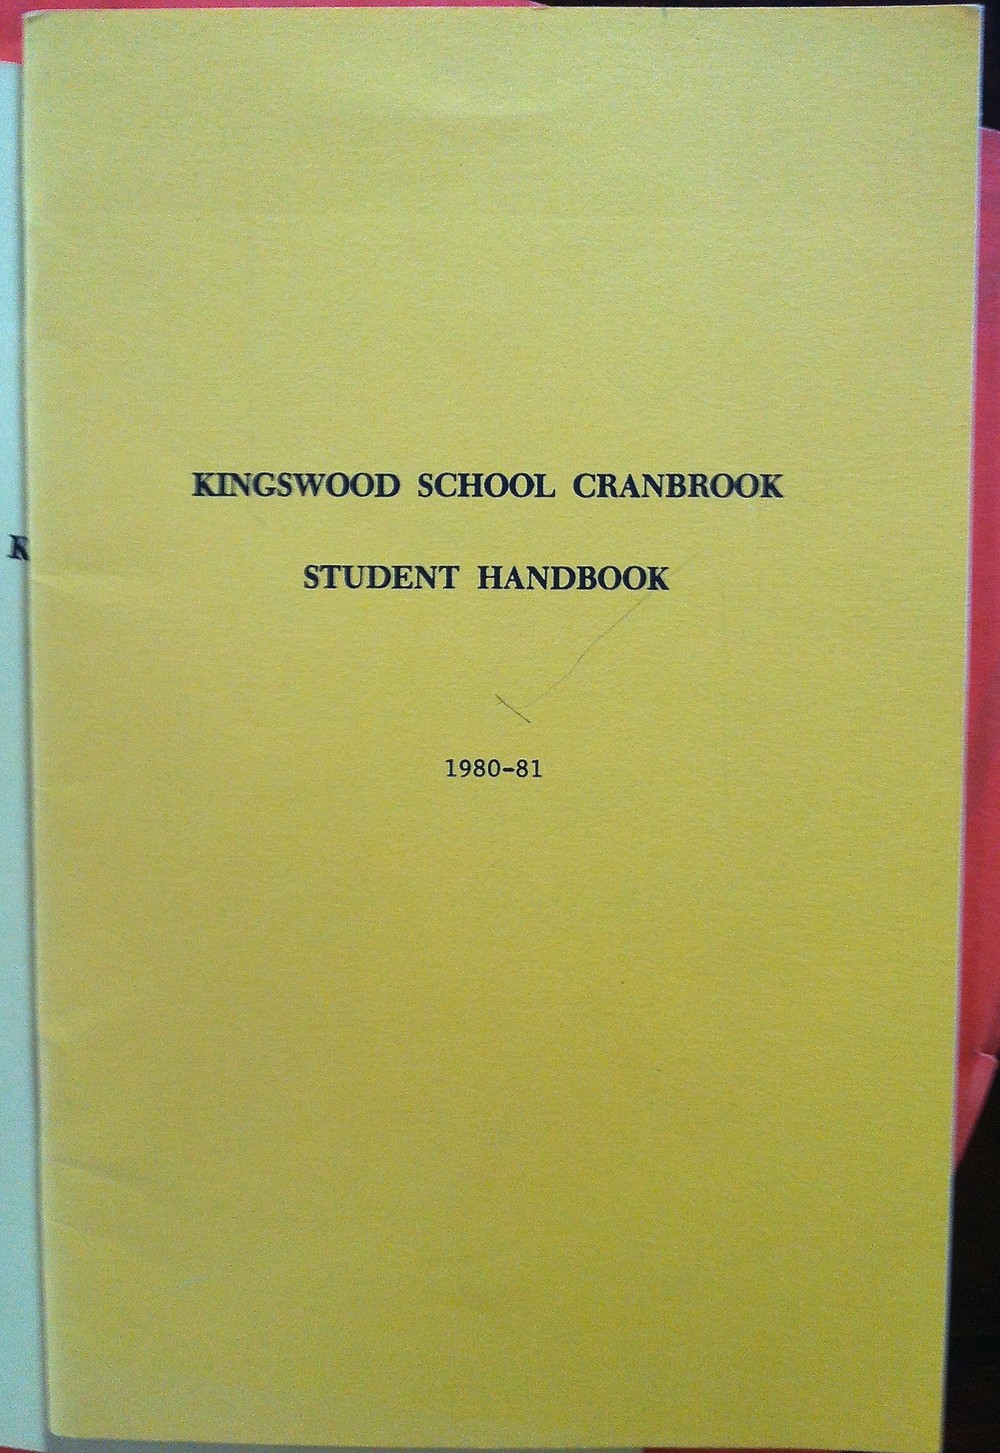 KINGSWOOD SCHOOL CRANBROOK
STUDENT HANDBOOK
1980-81
K